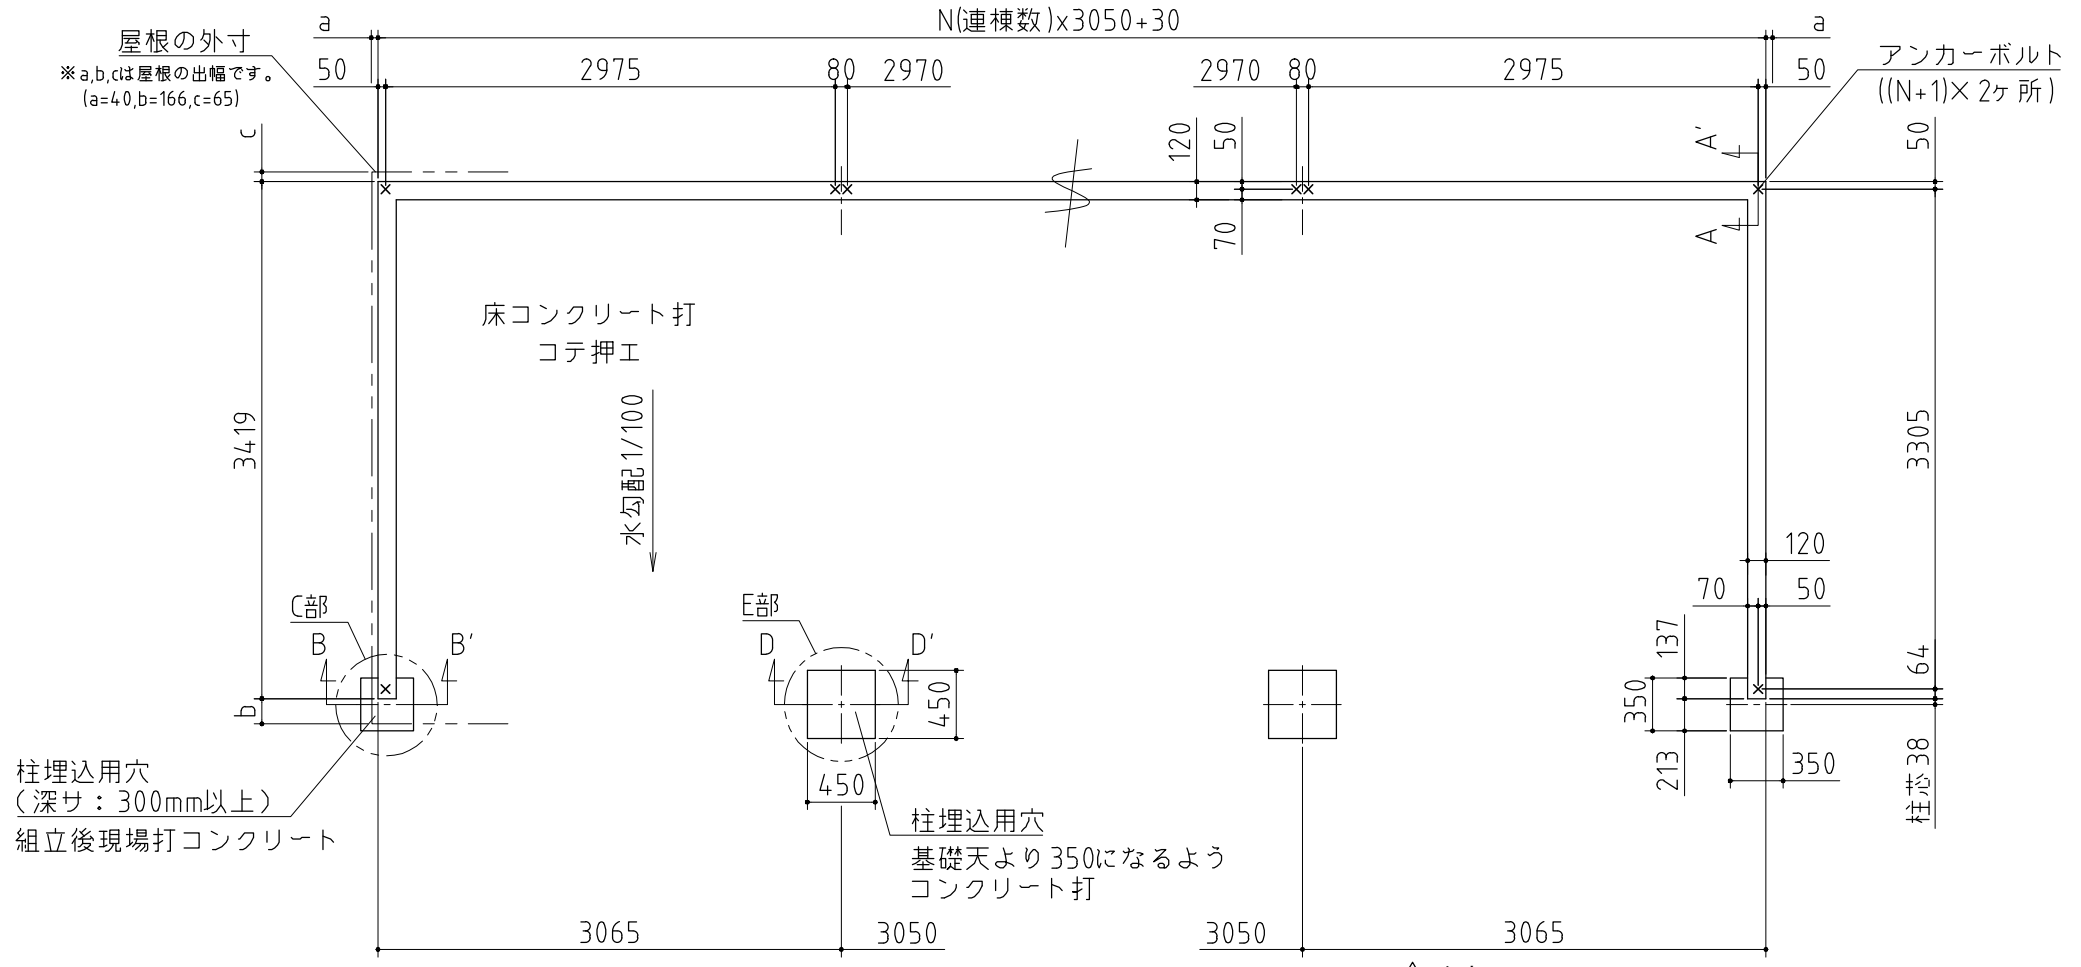 a
N(連棟数)x3050+30
a
屋根の外寸
※a,b,cは屋根の出幅です。
(a=40,b=166,c=65)
50
2975
80
2970
2970
80
2975
50
アンカーボルト
((N+1)×2ヶ所)
c
120
50
70
A'
A
50
床コンクリート打
コテ押エ
水勾配1/100
3419
3305
120
70
50
C部
B
B'
E部
D
D'
450
450
137
350
213
350
64
柱芯38
b
柱埋込用穴
(深サ：300mm以上)
組立後現場打コンクリート
柱埋込用穴
基礎天より350になるよう
コンクリート打
3065
3050
3050
3065